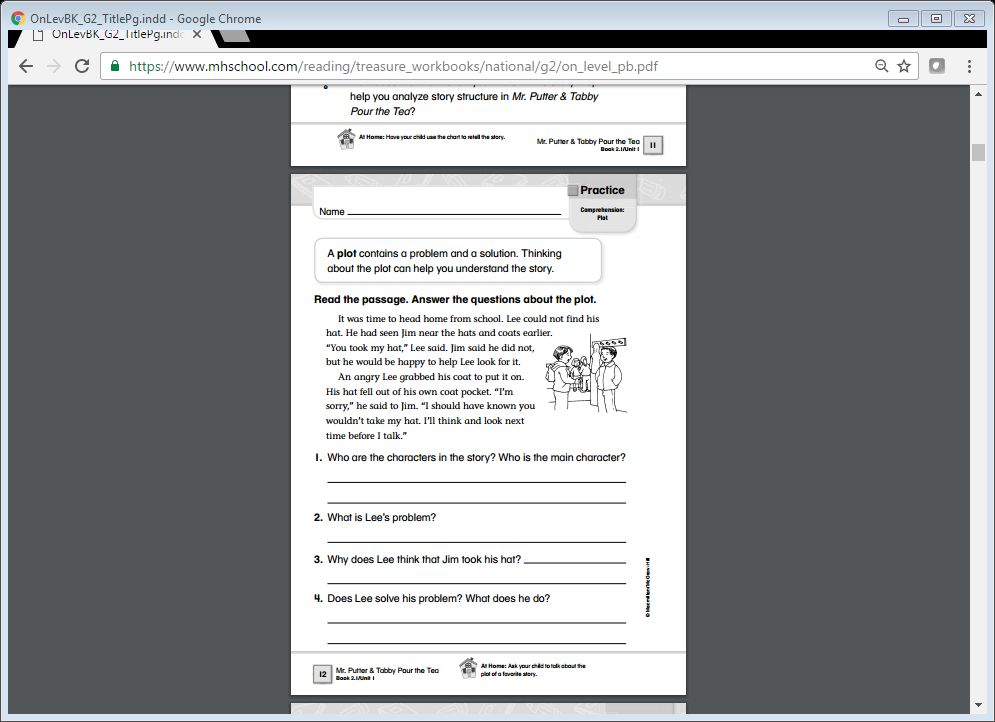 OnLevBK_G2_TitlePg.indd - Google Chrome
OnLevBK_G2_TitlePg.indd
https://www.mhschool.com/reading/treasure_workbooks/national/g2/on_level_pb.pdf
help you analyze story structure in Mr. Putter & Tabby
Pour the Tea?
At Home: Have your child use the chart to retell the story.
Mr. Putter & Tabby Pour the Tea
Book 2.1/Unit 1
11
Practice
Comprehension:
Plot
Name
A plot contains a problem and a solution. Thinking
about the plot can help you understand the story.
Read the passage. Answer the questions about the plot.
It was time to head home from school. Lee could not find his
hat. He had seen Jim near the hats and coats earlier.
“You took my hat,” Lee said. Jim said he did not,
but he would be happy to help Lee look for it.
An angry Lee grabbed his coat to put it on.
His hat fell out of his own coat pocket. “I’m
sorry,” he said to Jim. “I should have known you
wouldn’t take my hat. I’ll think and look next
time before I talk.”
1. Who are the characters in the story? Who is the main character?
2. What is Lee’s problem?
3. Why does Lee think that Jim took his hat?
4. Does Lee solve his problem? What does he do?
© Macmillan/McGraw-Hill
12
Mr. Putter & Tabby Pour the Tea
Book 2.1/Unit 1
At Home: Ask your child to talk about the
plot of a favorite story.